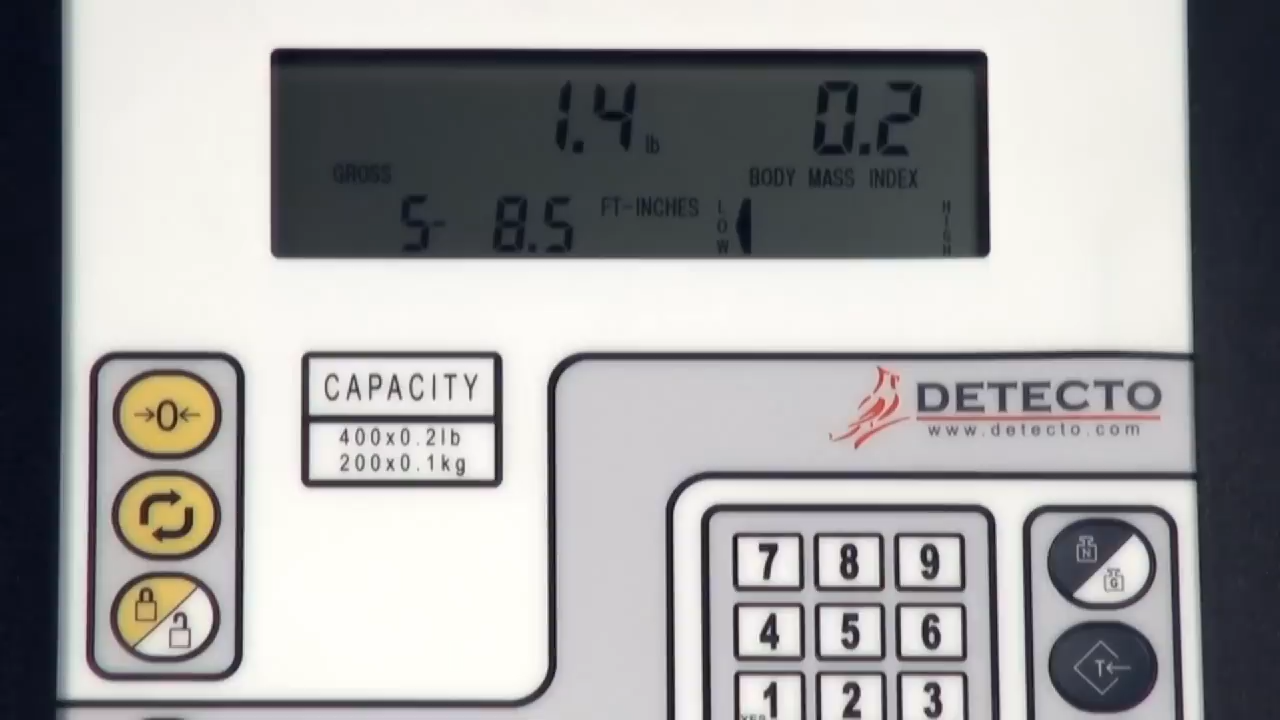 1.4 lb 0.2
GROSS BODY MASS INDEX
5- 8.5 FT-INCHES LOW HIGH
→0←
CAPACITY
400x0.2lb
200x0.1kg
DETECTO
www.detecto.com
7 8 9
4 5 6
1 2 3
N
G
T